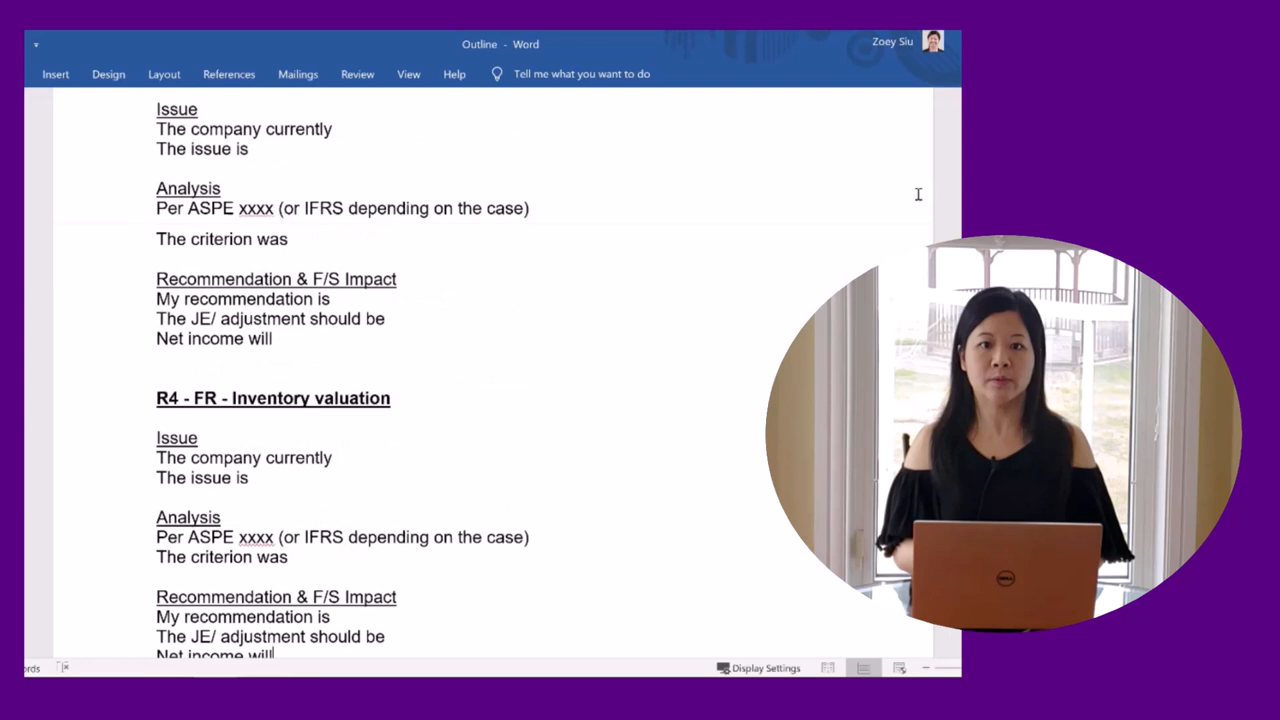 Outline - Word
Zoey Siu
Insert Design Layout References Mailings Review View Help Tell me what you want to do
Issue
The company currently
The issue is
Analysis
Per ASPE xxxx (or IFRS depending on the case)
The criterion was
Recommendation & F/S Impact
My recommendation is
The JE/ adjustment should be
Net income will
R4 - FR - Inventory valuation
Issue
The company currently
The issue is
Analysis
Per ASPE xxxx (or IFRS depending on the case)
The criterion was
Recommendation & F/S Impact
My recommendation is
The JE/ adjustment should be
Net income will
Display Settings
DELL